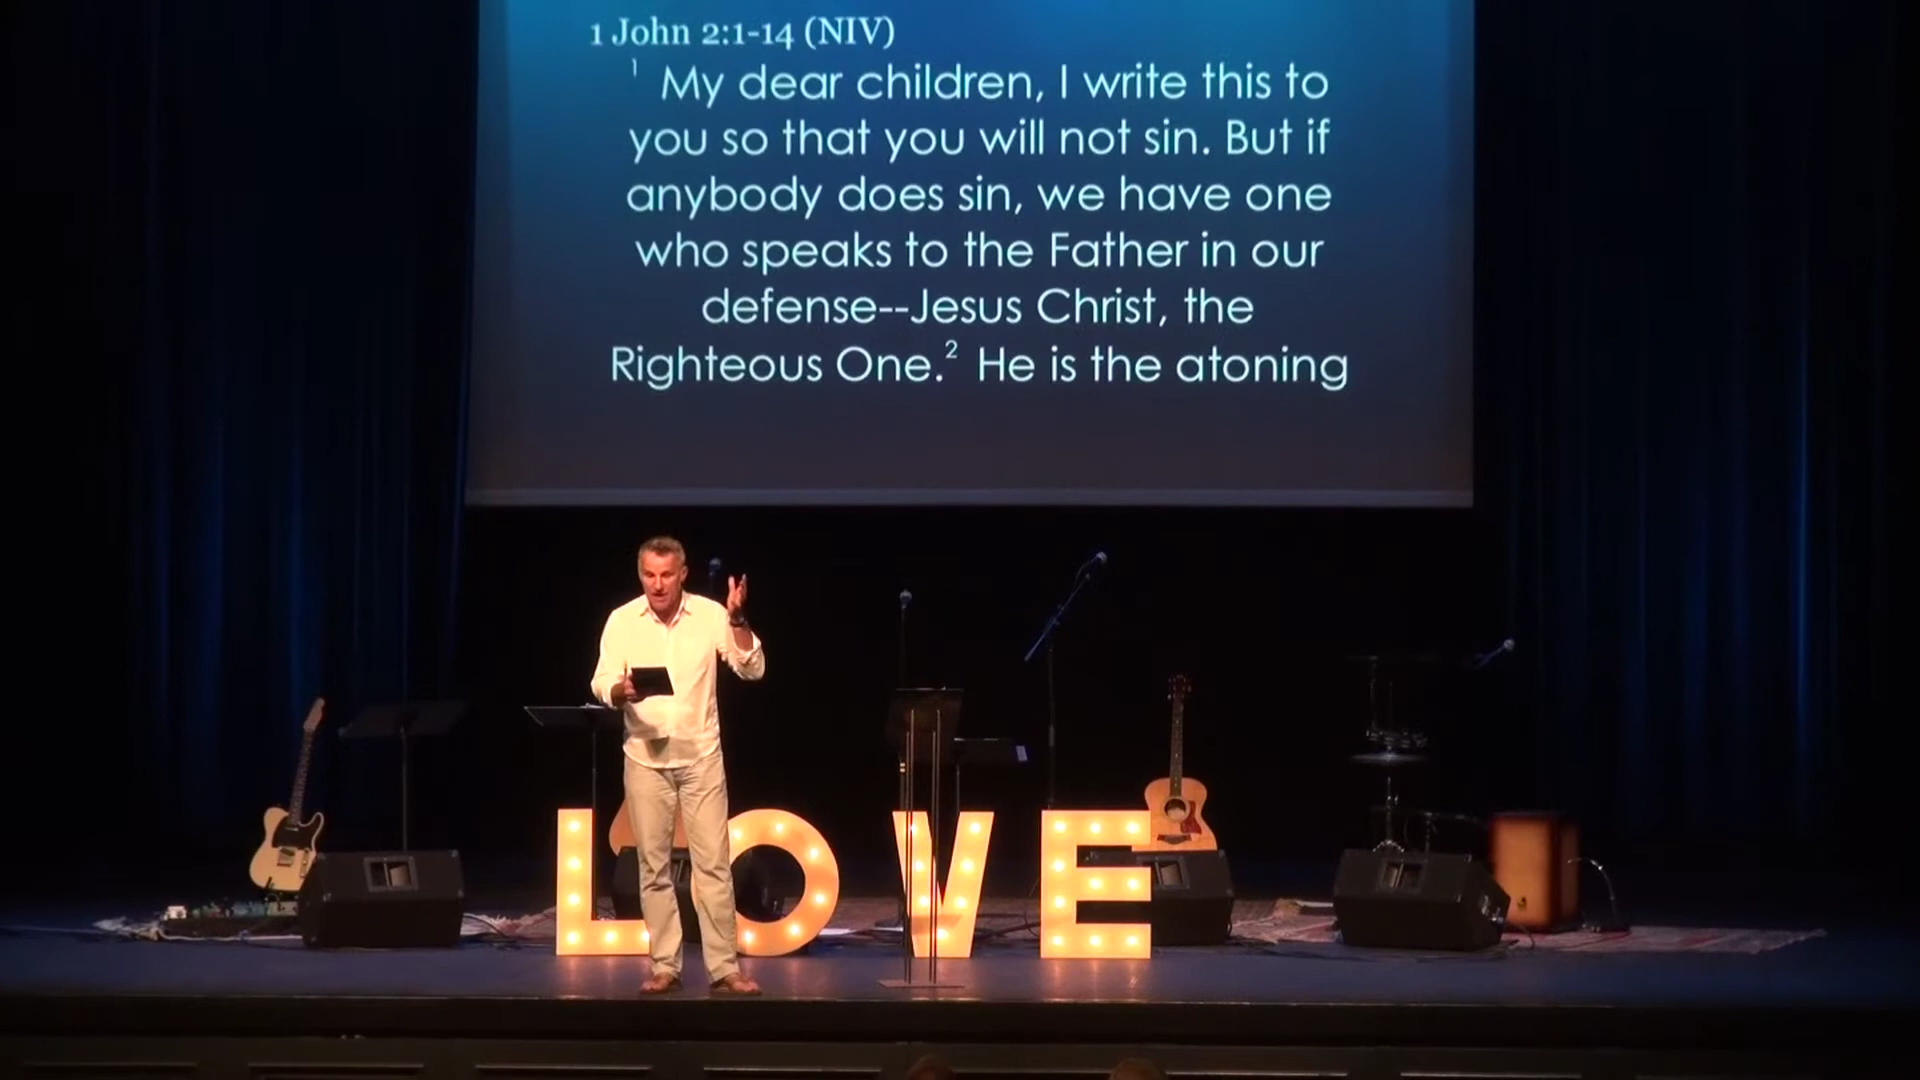 1 John 2:1-14 (NIV)
1 My dear children, I write this to
you so that you will not sin. But if
anybody does sin, we have one
who speaks to the Father in our
defense--Jesus Christ, the
Righteous One.2 He is the atoning
LOVE